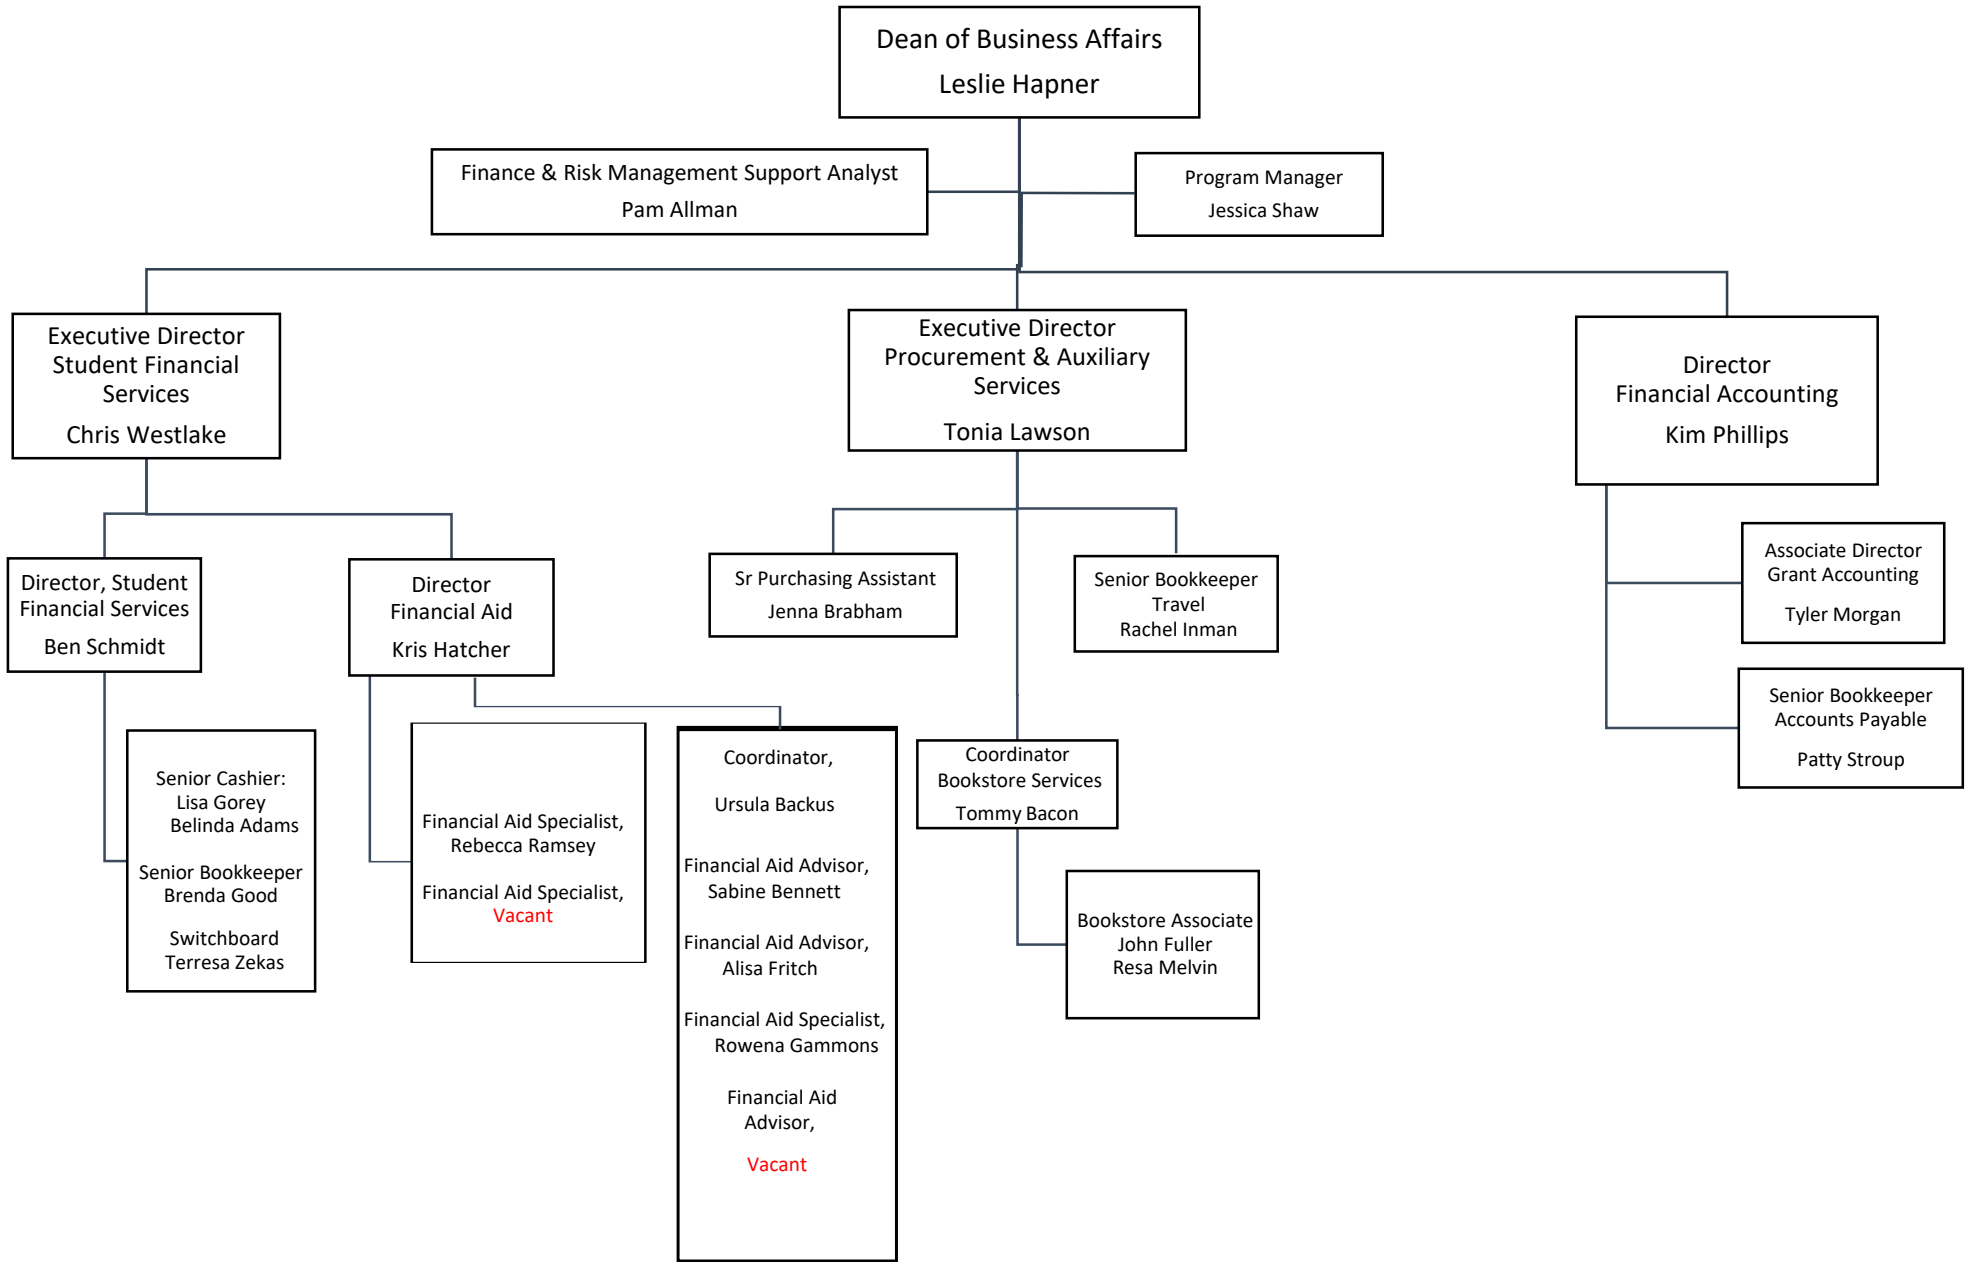 Dean of Business Affairs
Leslie Hapner
Finance & Risk Management Support Analyst
Pam Allman
Program Manager
Jessica Shaw
Executive Director
Student Financial
Services
Chris Westlake
Executive Director
Procurement & Auxiliary
Services
Tonia Lawson
Director
Financial Accounting
Kim Phillips
Director, Student
Financial Services
Ben Schmidt
Director
Financial Aid
Kris Hatcher
Sr Purchasing Assistant
Jenna Brabham
Senior Bookkeeper
Travel
Rachel Inman
Associate Director
Grant Accounting
Tyler Morgan
Senior Bookkeeper
Accounts Payable
Patty Stroup
Senior Cashier:
Lisa Gorey
Belinda Adams
Senior Bookkeeper
Brenda Good
Switchboard
Terresa Zekas
Financial Aid Specialist,
Rebecca Ramsey
Financial Aid Specialist,
Vacant
Coordinator,
Ursula Backus
Financial Aid Advisor,
Sabine Bennett
Financial Aid Advisor,
Alisa Fritch
Financial Aid Specialist,
Rowena Gammons
Financial Aid
Advisor,
Vacant
Coordinator
Bookstore Services
Tommy Bacon
Bookstore Associate
John Fuller
Resa Melvin